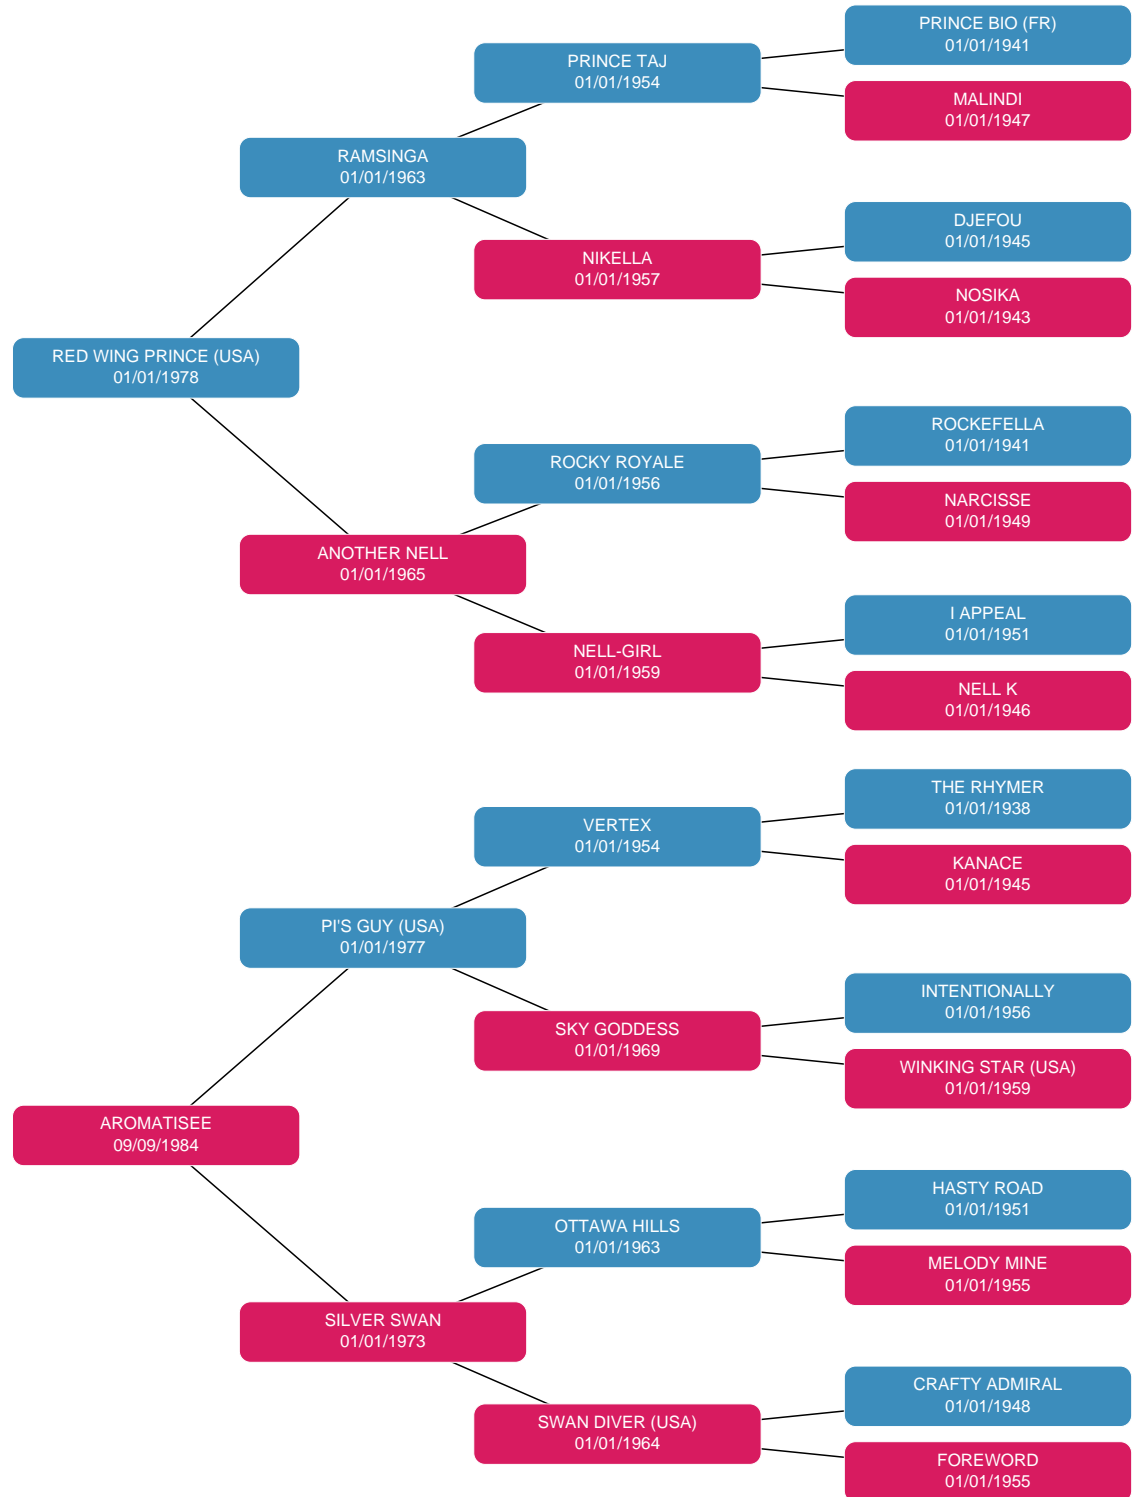 PRINCE BIO (FR)
01/01/1941
PRINCE TAJ
01/01/1954
MALINDI
01/01/1947
RAMSINGA
01/01/1963
DJEFOU
01/01/1945
NIKELLA
01/01/1957
NOSIKA
01/01/1943
RED WING PRINCE (USA)
01/01/1978
ROCKEFELLA
01/01/1941
ROCKY ROYALE
01/01/1956
NARCISSE
01/01/1949
ANOTHER NELL
01/01/1965
I APPEAL
01/01/1951
NELL-GIRL
01/01/1959
NELL K
01/01/1946
THE RHYMER
01/01/1938
VERTEX
01/01/1954
KANACE
01/01/1945
PI'S GUY (USA)
01/01/1977
INTENTIONALLY
01/01/1956
SKY GODDESS
01/01/1969
WINKING STAR (USA)
01/01/1959
AROMATISEE
09/09/1984
HASTY ROAD
01/01/1951
OTTAWA HILLS
01/01/1963
MELODY MINE
01/01/1955
SILVER SWAN
01/01/1973
CRAFTY ADMIRAL
01/01/1948
SWAN DIVER (USA)
01/01/1964
FOREWORD
01/01/1955